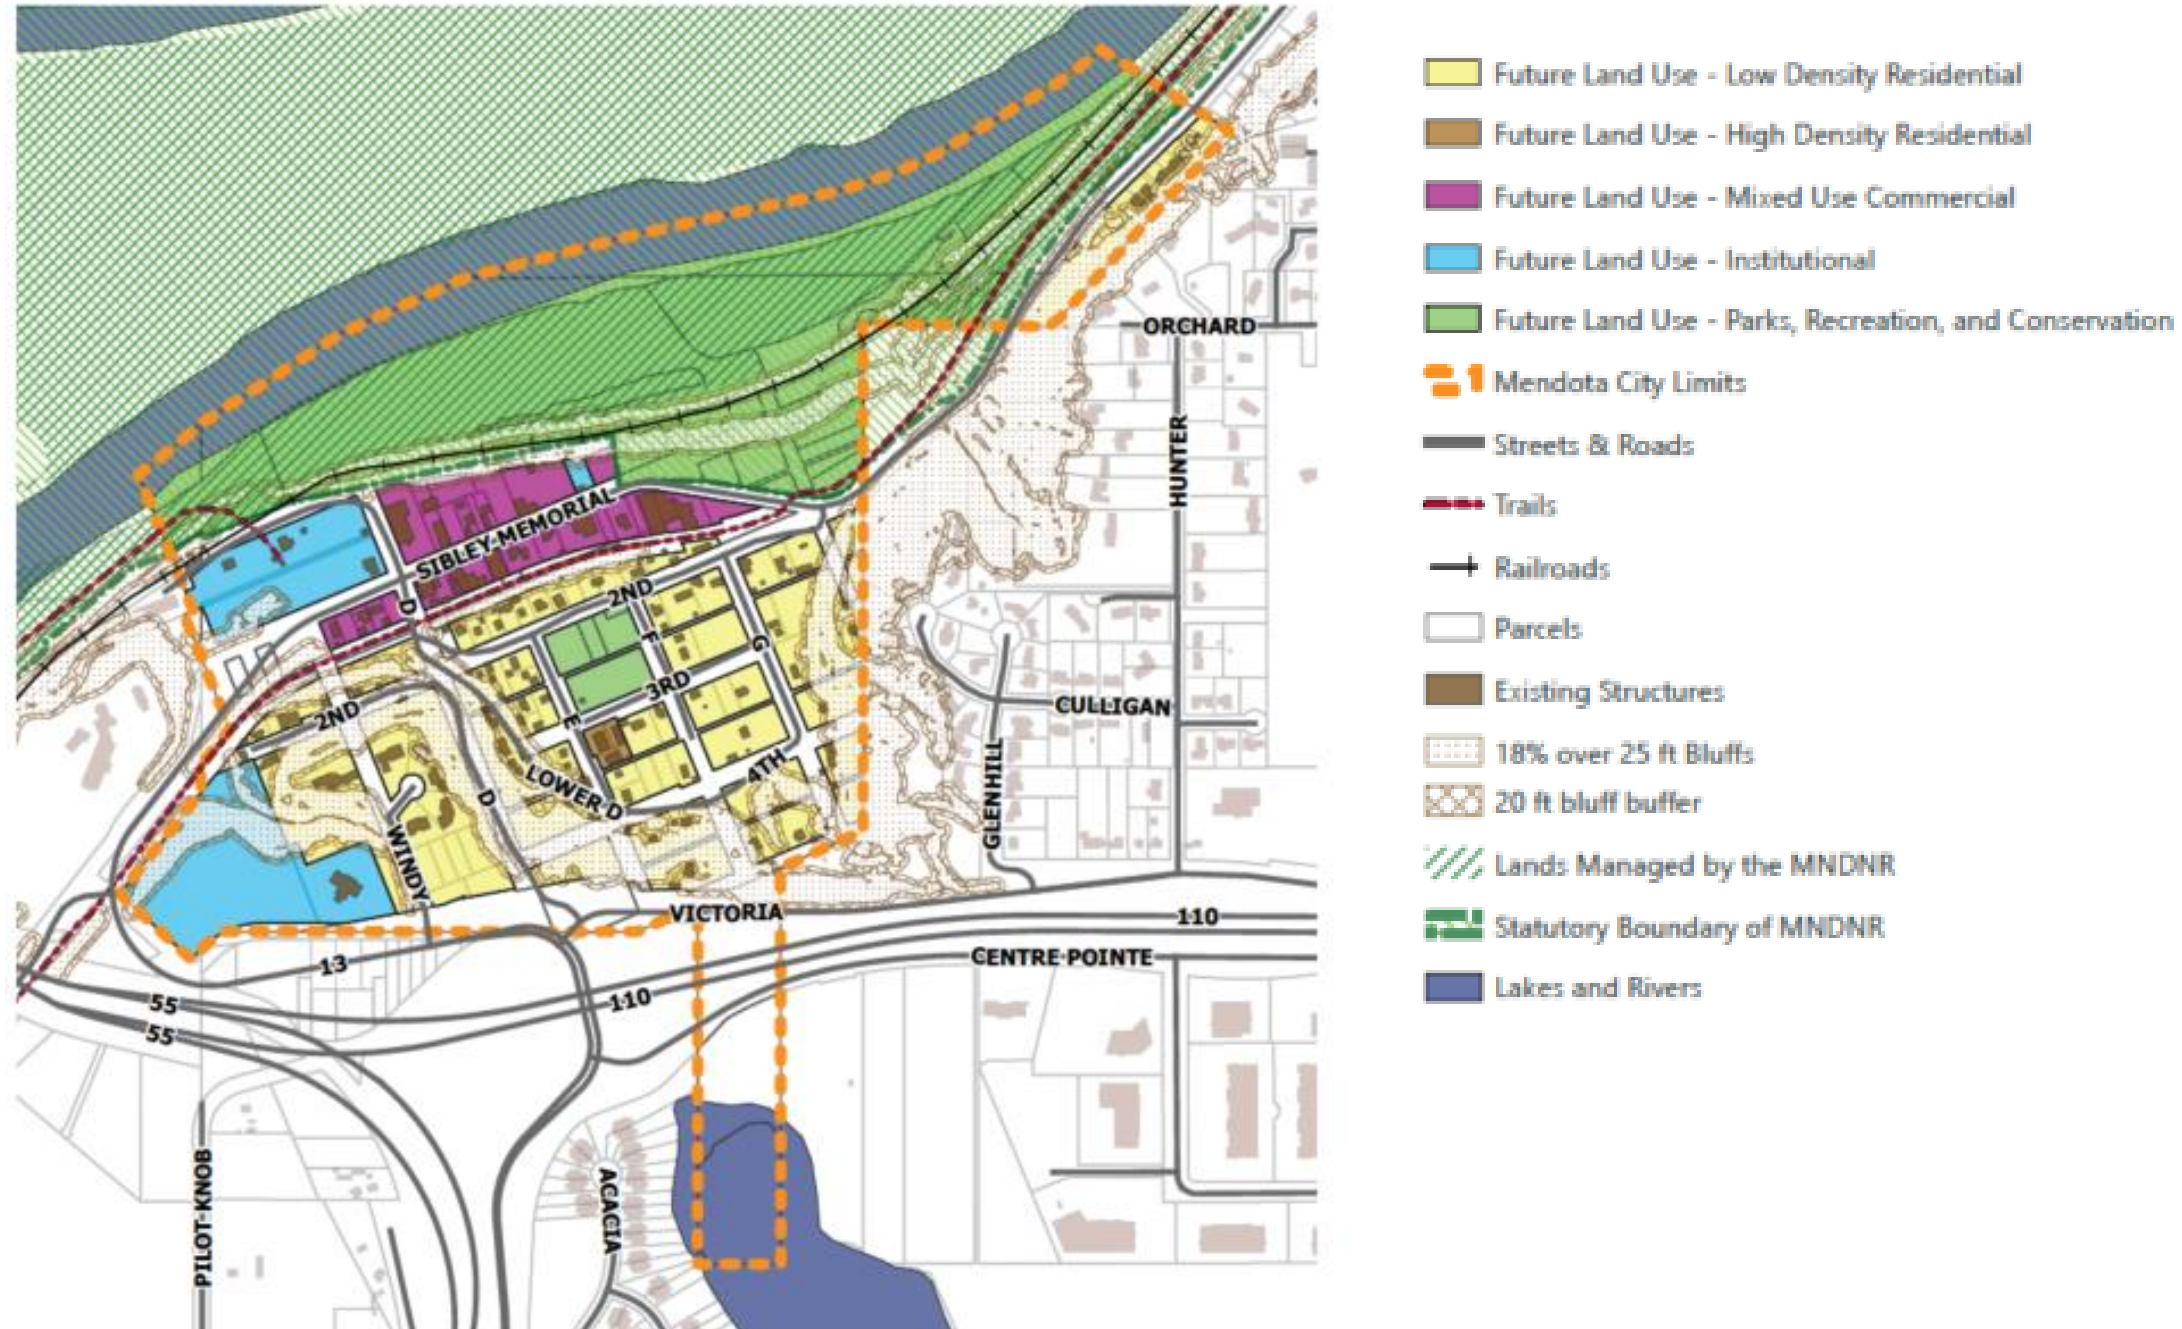 Future Land Use - Low Density Residential
Future Land Use - High Density Residential
Future Land Use - Mixed Use Commercial
Future Land Use - Institutional
Future Land Use - Parks, Recreation, and Conservation
Mendota City Limits
Streets & Roads
Trails
Railroads
Parcels
Existing Structures
18% over 25 ft Bluffs
20 ft bluff buffer
Lands Managed by the MNDNR
Statutory Boundary of MNDNR
Lakes and Rivers
ORCHARD
HUNTER
SIBLEY MEMORIAL
D
2ND
F
G
3RD
E
2ND
CULLIGAN
4TH
LOWER D
D
GLENHILL
WINDY
VICTORIA
110
CENTRE POINTE
13
110
55
55
PILOT-KNOB
ACACIA